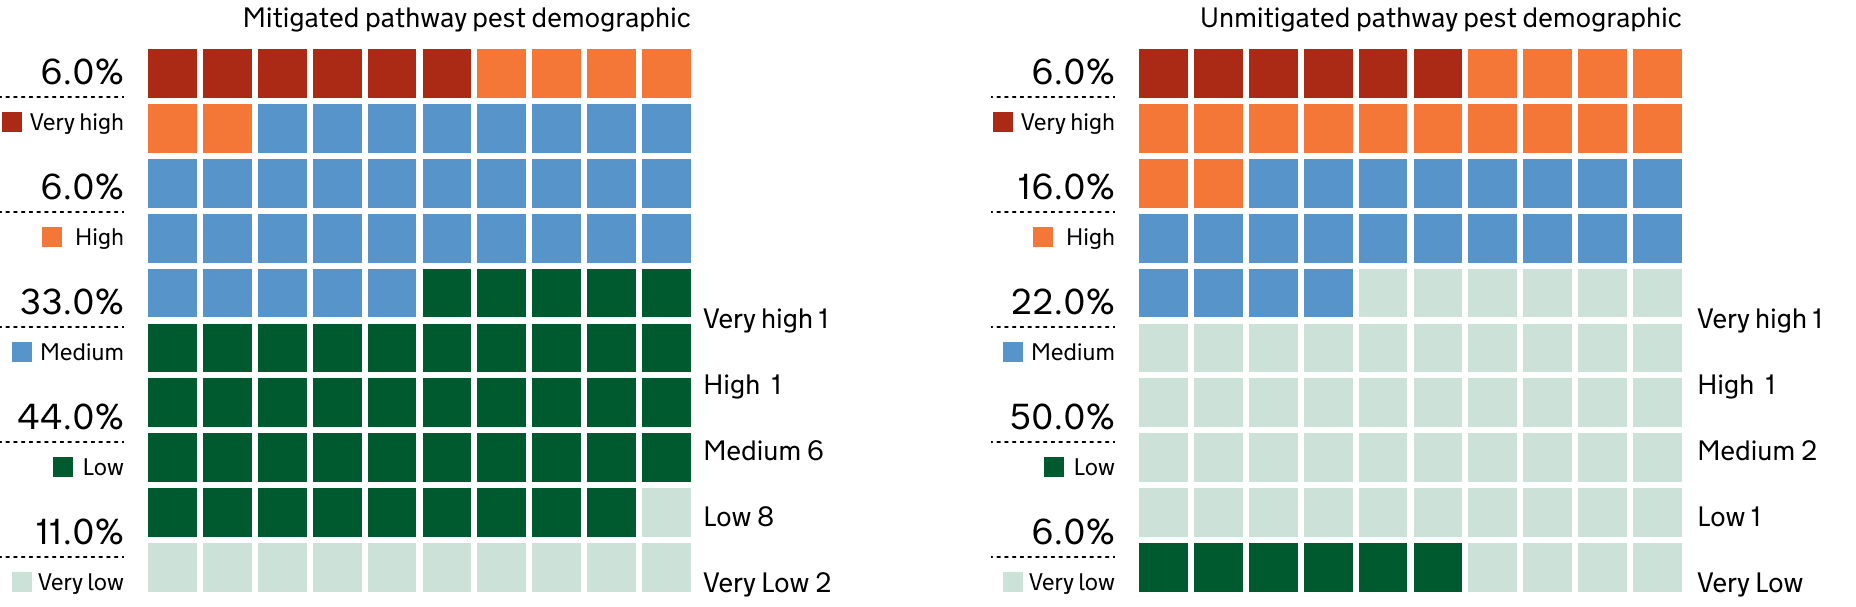 Mitigated pathway pest demographic
6.0%
Very high
6.0%
High
33.0%
Medium
44.0%
Low
11.0%
Very low
Very high 1
High 1
Medium 6
Low 8
Very Low 2
Unmitigated pathway pest demographic
6.0%
Very high
16.0%
High
22.0%
Medium
50.0%
Low
6.0%
Very low
Very high 1
High 1
Medium 2
Low 1
Very Low